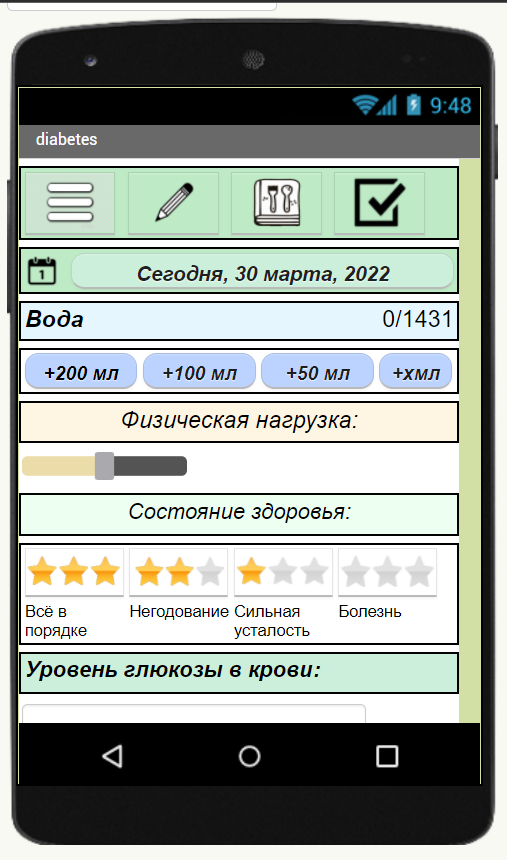 9:48
diabetes
1
Сегодня, 30 марта, 2022
Вода 0/1431
+200 мл +100 мл +50 мл +хмл
Физическая нагрузка:
Состояние здоровья:
Всё в порядке
Негодование
Сильная усталость
Болезнь
Уровень глюкозы в крови: